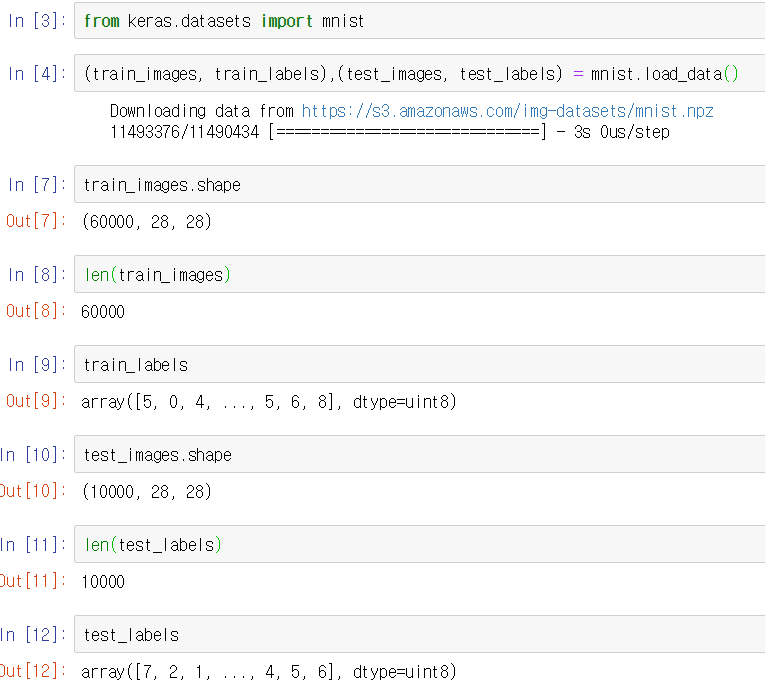 In [3]: from keras.datasets import mnist
In [4]: (train_images, train_labels),(test_images, test_labels) = mnist.load_data()
Downloading data from https://s3.amazonaws.com/img-datasets/mnist.npz
11493376/11490434 [==============================] - 3s 0us/step
In [7]: train_images.shape
Out[7]: (60000, 28, 28)
In [8]: len(train_images)
Out[8]: 60000
In [9]: train_labels
Out[9]: array([5, 0, 4, ..., 5, 6, 8], dtype=uint8)
In [10]: test_images.shape
Out[10]: (10000, 28, 28)
In [11]: len(test_labels)
Out[11]: 10000
In [12]: test_labels
Out[12]: array([7, 2, 1, ..., 4, 5, 6], dtype=uint8)